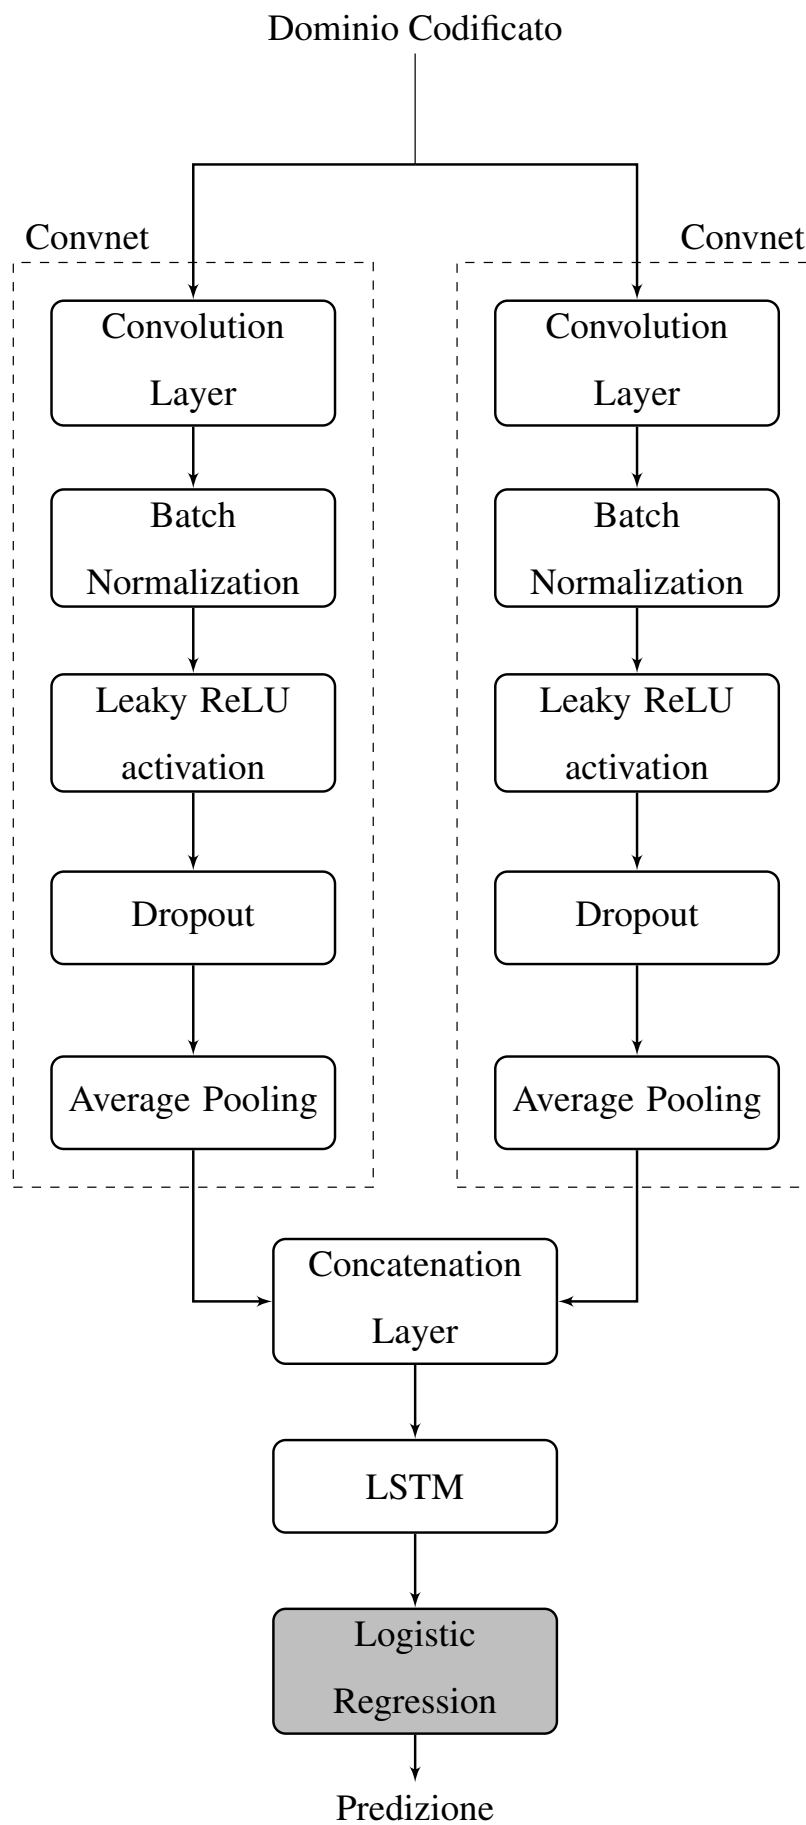 Dominio Codificato
Convnet
Convnet
Convolution
Layer
Batch
Normalization
Leaky ReLU
activation
Dropout
Average Pooling
Convolution
Layer
Batch
Normalization
Leaky ReLU
activation
Dropout
Average Pooling
Concatenation
Layer
LSTM
Logistic
Regression
Predizione